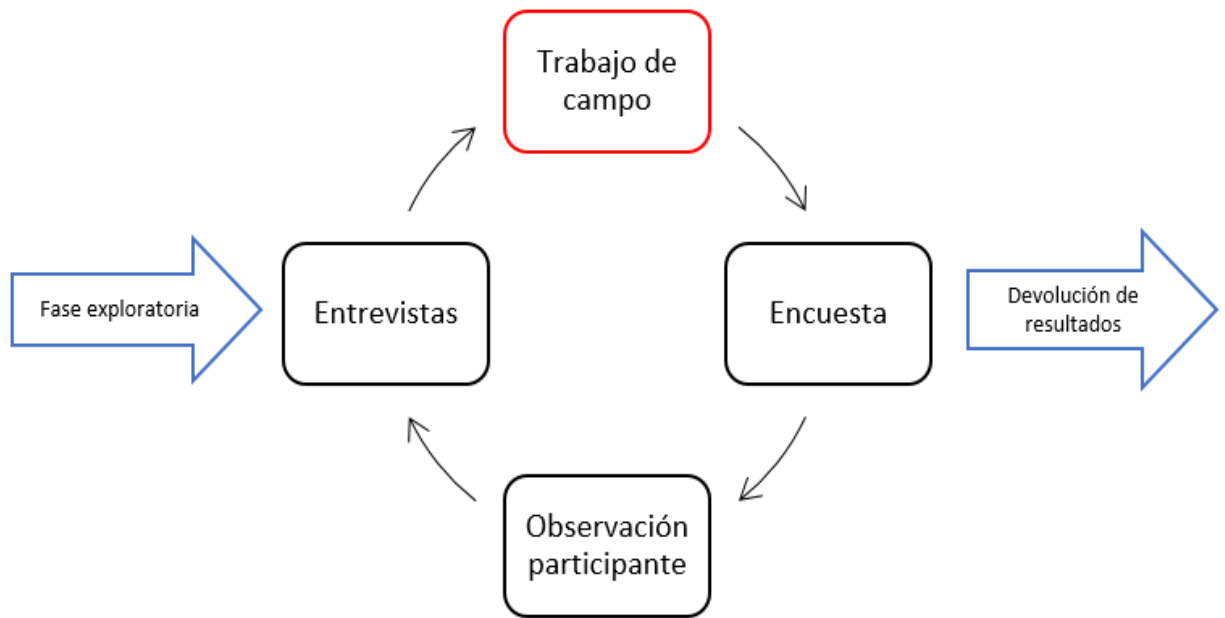 Trabajo de
campo
Fase exploratoria
Entrevistas
Encuesta
Devolución de
resultados
Observación
participante